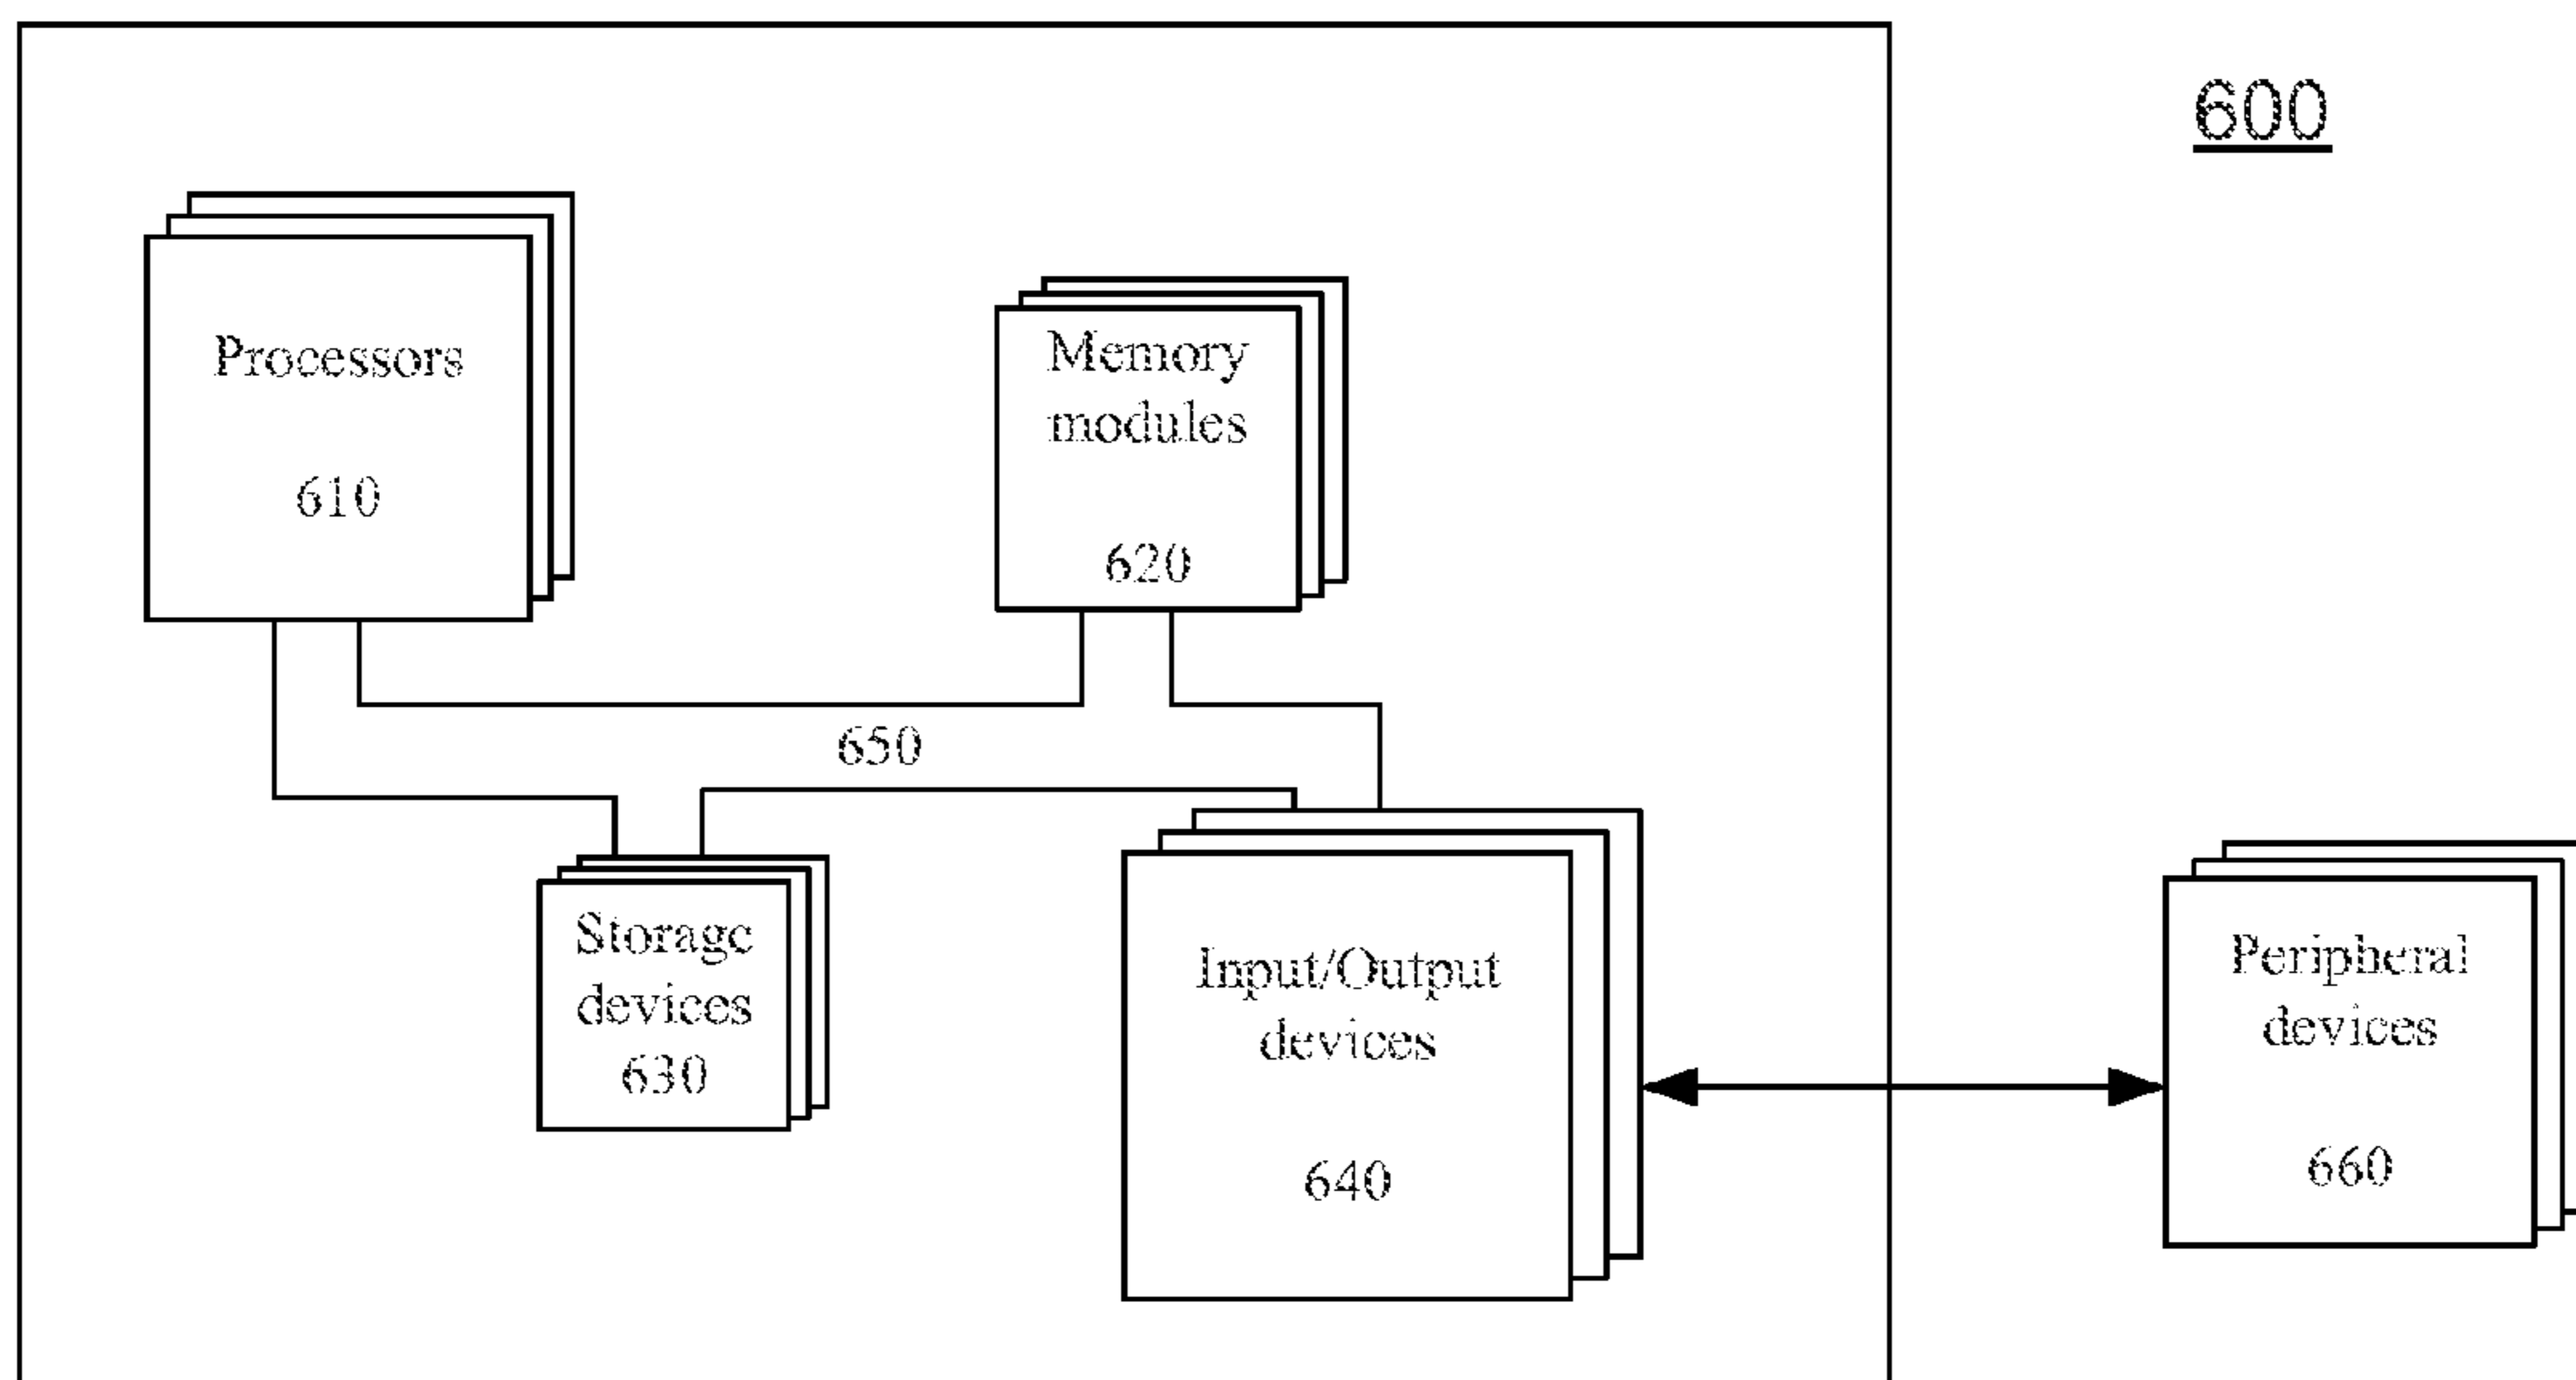 600
Processors
610
Memory
modules
620
650
Storage
devices
630
Input/Output
devices
640
Peripheral
devices
660